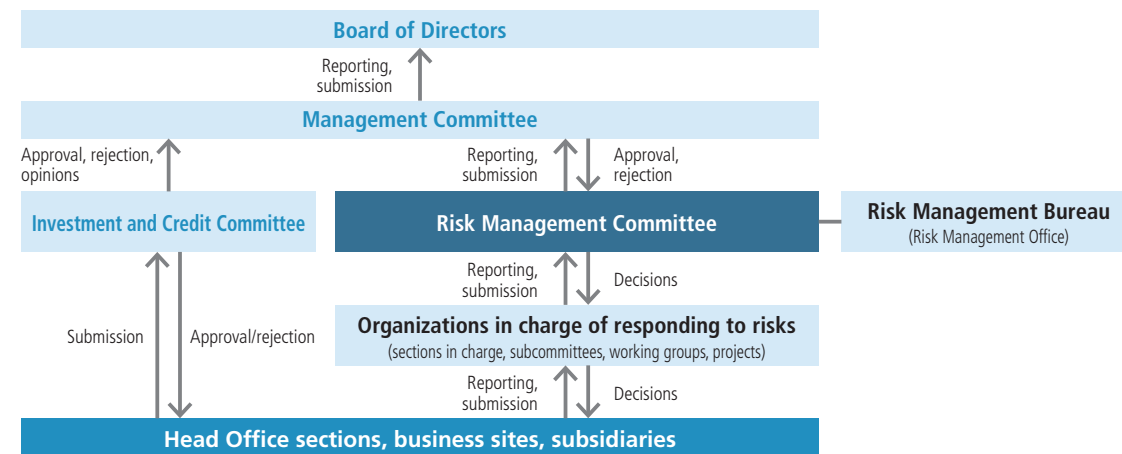 Board of Directors
Reporting,
submission
Management Committee
Approval, rejection,
opinions
Reporting,
submission
Approval,
rejection
Investment and Credit Committee
Risk Management Committee
Risk Management Bureau
(Risk Management Office)
Reporting,
submission
Decisions
Submission
Approval/rejection
Organizations in charge of responding to risks
(sections in charge, subcommittees, working groups, projects)
Reporting,
submission
Decisions
Head Office sections, business sites, subsidiaries